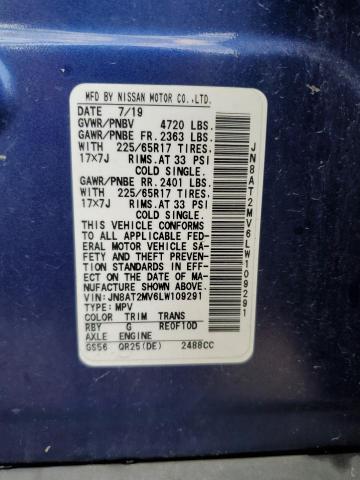 MFD BY NISSAN MOTOR CO.,LTD.
DATE 7/19
GVWR/PNBV 4720 LBS.
GAWR/PNBE FR. 2363 LBS.
WITH 225/65R17 TIRES.
17x7J RIMS.AT 33 PSI
COLD SINGLE.
GAWR/PNBE RR. 2401 LBS.
WITH 225/65R17 TIRES.
17x7J RIMS.AT 33 PSI
COLD SINGLE.
THIS VEHICLE CONFORMS
TO ALL APPLICABLE FED-
ERAL MOTOR VEHICLE SA-
FETY AND THEFT PREVENTION
STANDARDS IN EFF-
ECT ON THE DATE OF MA-
NUFACTURE SHOWN ABOVE.
VIN:JN8AT2MV6LW109291
TYPE:MPV
COLOR TRIM TRANS
RBY G RE0F10D
AXLE ENGINE
GS56 QR25(DE) 2488CC
JN8AT2MV6LW109291